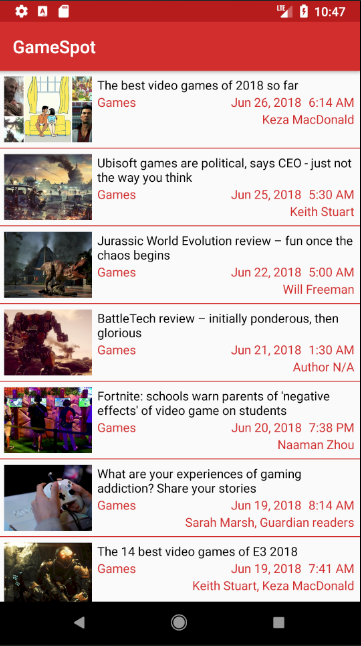 LTE 10:47
GameSpot
The best video games of 2018 so far
Games Jun 26, 2018 6:14 AM
Keza MacDonald
Ubisoft games are political, says CEO - just not
the way you think
Games Jun 25, 2018 5:30 AM
Keith Stuart
Jurassic World Evolution review – fun once the
chaos begins
Games Jun 22, 2018 5:00 AM
Will Freeman
BattleTech review – initially ponderous, then
glorious
Games Jun 21, 2018 1:30 AM
Author N/A
Fortnite: schools warn parents of 'negative
effects' of video game on students
Games Jun 20, 2018 7:38 PM
Naaman Zhou
What are your experiences of gaming
addiction? Share your stories
Games Jun 19, 2018 8:14 AM
Sarah Marsh, Guardian readers
The 14 best video games of E3 2018
Games Jun 19, 2018 7:41 AM
Keith Stuart, Keza MacDonald